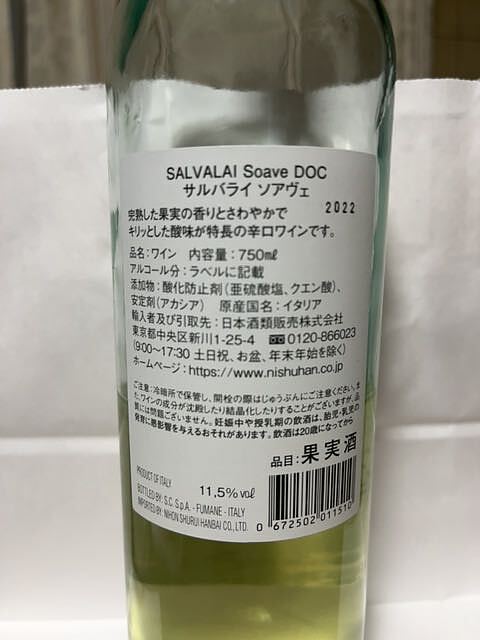 SALVALAI Soave DOC
サルバライ ソアヴェ
2022
完熟した果実の香りとさわやかで
キリッとした酸味が特長の辛口ワインです。
品名:ワイン 内容量:750mℓ
アルコール分:ラベルに記載
添加物:酸化防止剤(亜硫酸塩、クエン酸)、
安定剤(アカシア) 原産国名:イタリア
輸入者及び引取先:日本酒類販売株式会社
東京都中央区新川1-25-4 0120-866023
(9:00〜17:30 土日祝、お盆、年末年始を除く)
ホームページ:https://www.nishuhan.co.jp
ご注意:冷暗所で保管し、開栓の際はじゅうぶんにご注意ください。ま
た、ワインの成分が沈殿したり結晶化したりすることがございますが、品
質には問題ございません。妊娠中や授乳期の飲酒は、胎児・乳児の
発育に悪影響を与えるおそれがあります。飲酒は20歳になってから
品目:果実酒
PRODUCT OF ITALY
11,5% vol
BOTTLED BY: S.C. S.p.A. - FUMANE - ITALY
IMPORTED BY: NIHON SHURUI HANBAI CO., LTD.
0 672502 011510